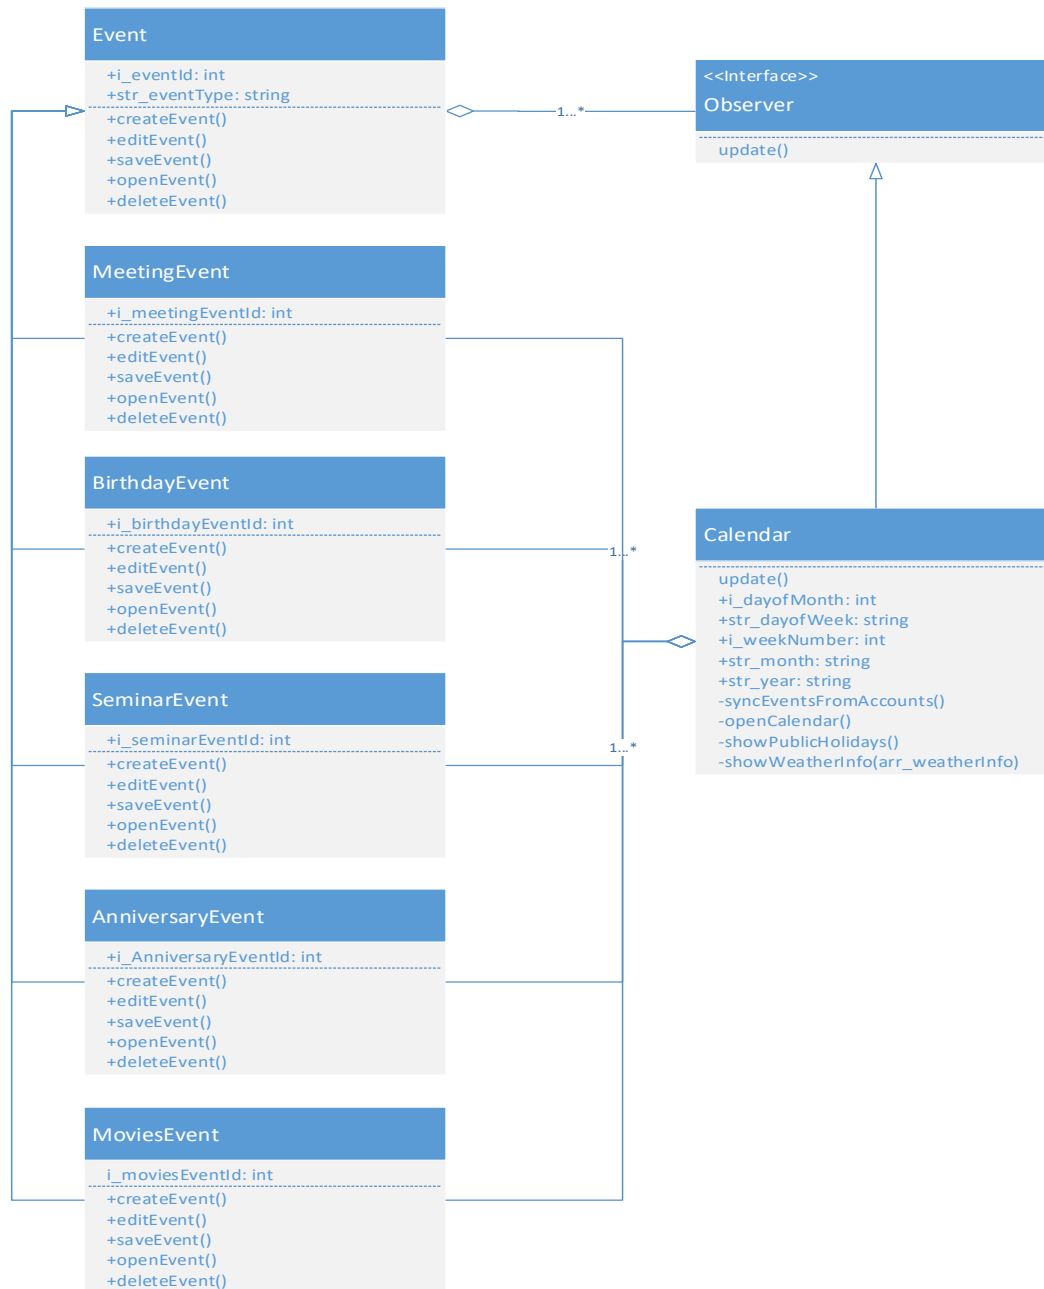 Event
+i_eventId: int
+str_eventType: string
+createEvent()
+editEvent()
+saveEvent()
+openEvent()
+deleteEvent()
1...*
<<Interface>>
Observer
update()
MeetingEvent
+i_meetingEventId: int
+createEvent()
+editEvent()
+saveEvent()
+openEvent()
+deleteEvent()
BirthdayEvent
+i_birthdayEventId: int
+createEvent()
+editEvent()
+saveEvent()
+openEvent()
+deleteEvent()
1...*
Calendar
update()
+i_dayofMonth: int
+str_dayofWeek: string
+i_weekNumber: int
+str_month: string
+str_year: string
-syncEventsFromAccounts()
-openCalendar()
-showPublicHolidays()
-showWeatherInfo(arr_weatherInfo)
SeminarEvent
+i_seminarEventId: int
+createEvent()
+editEvent()
+saveEvent()
+openEvent()
+deleteEvent()
1...*
AnniversaryEvent
+i_AnniversaryEventId: int
+createEvent()
+editEvent()
+saveEvent()
+openEvent()
+deleteEvent()
MoviesEvent
i_moviesEventId: int
+createEvent()
+editEvent()
+saveEvent()
+openEvent()
+deleteEvent()